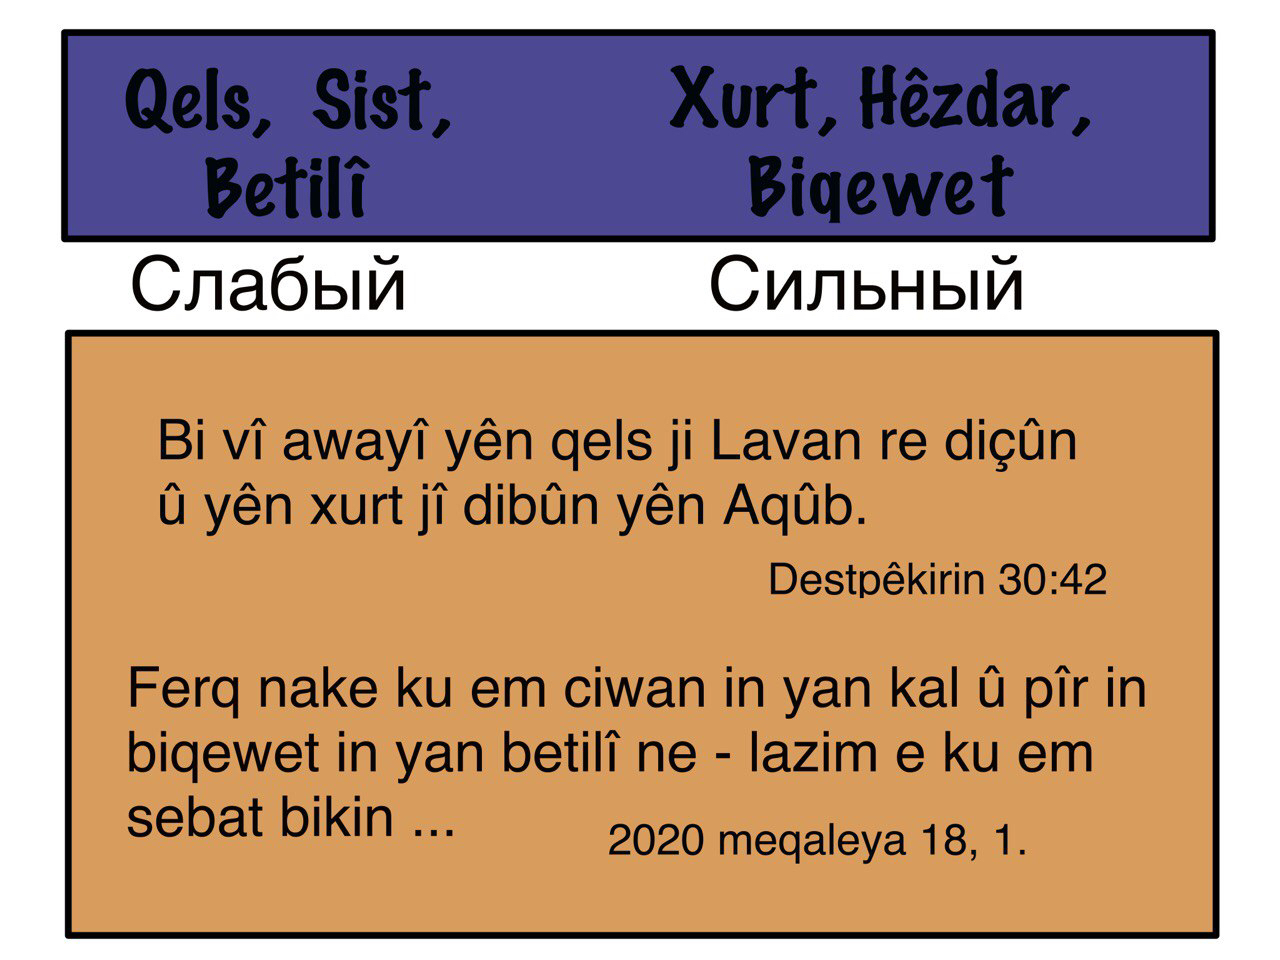 Qels, Sist, Xurt, Hêzdar,
Betilî Biqewet
Слабый Сильный
Bi vî awayî yên qels ji Lavan re diçûn
û yên xurt jî dibûn yên Aqûb.
Destpêkirin 30:42
Ferq nake ku em ciwan in yan kal û pîr in
biqewet in yan betilî ne - lazim e ku em
sebat bikin ...
2020 meqaleya 18, 1.